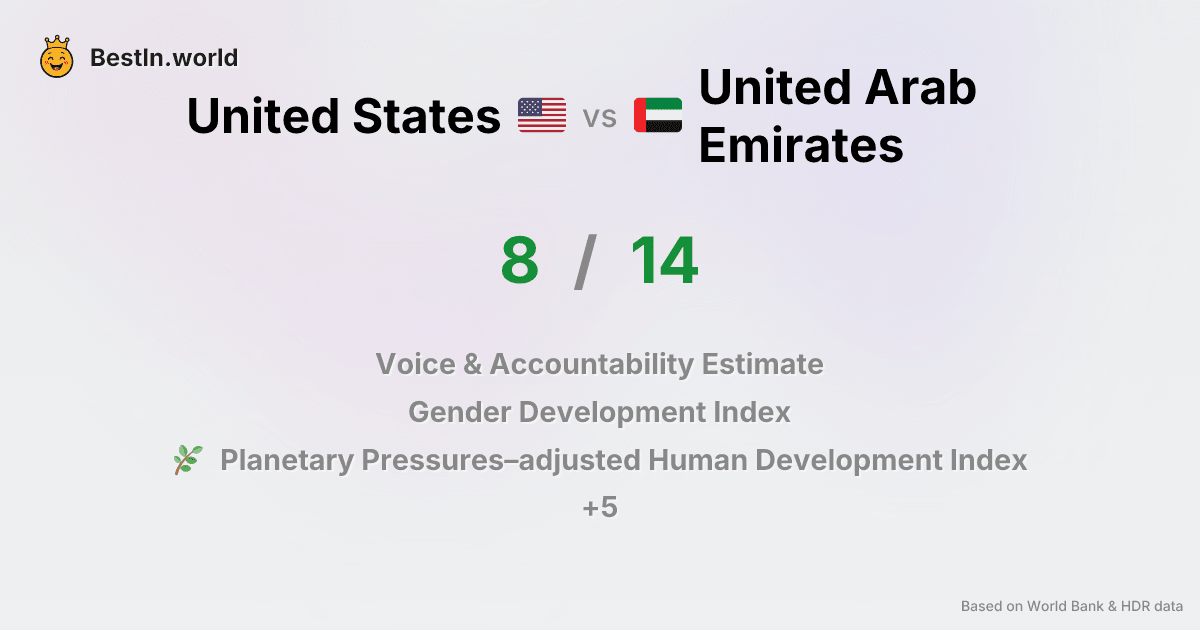 BestIn.world
United States vs United Arab
Emirates
8 / 14
Voice & Accountability Estimate
Gender Development Index
Planetary Pressures–adjusted Human Development Index
+5
Based on World Bank & HDR data